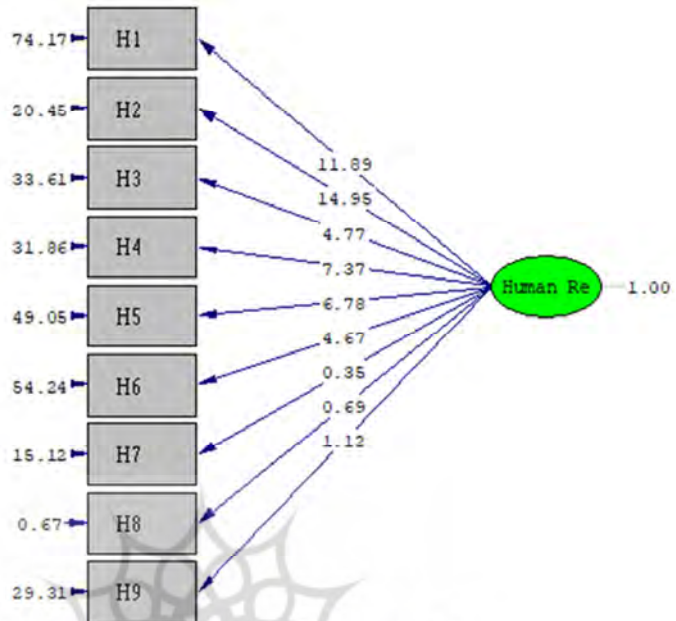 74.17 H1
20.45 H2
33.61 H3
31.86 H4
49.05 H5
54.24 H6
15.12 H7
0.67 H8
29.31 H9
11.89
14.95
4.77
7.37
6.78
4.67
0.35
0.69
1.12
Human Re 1.00